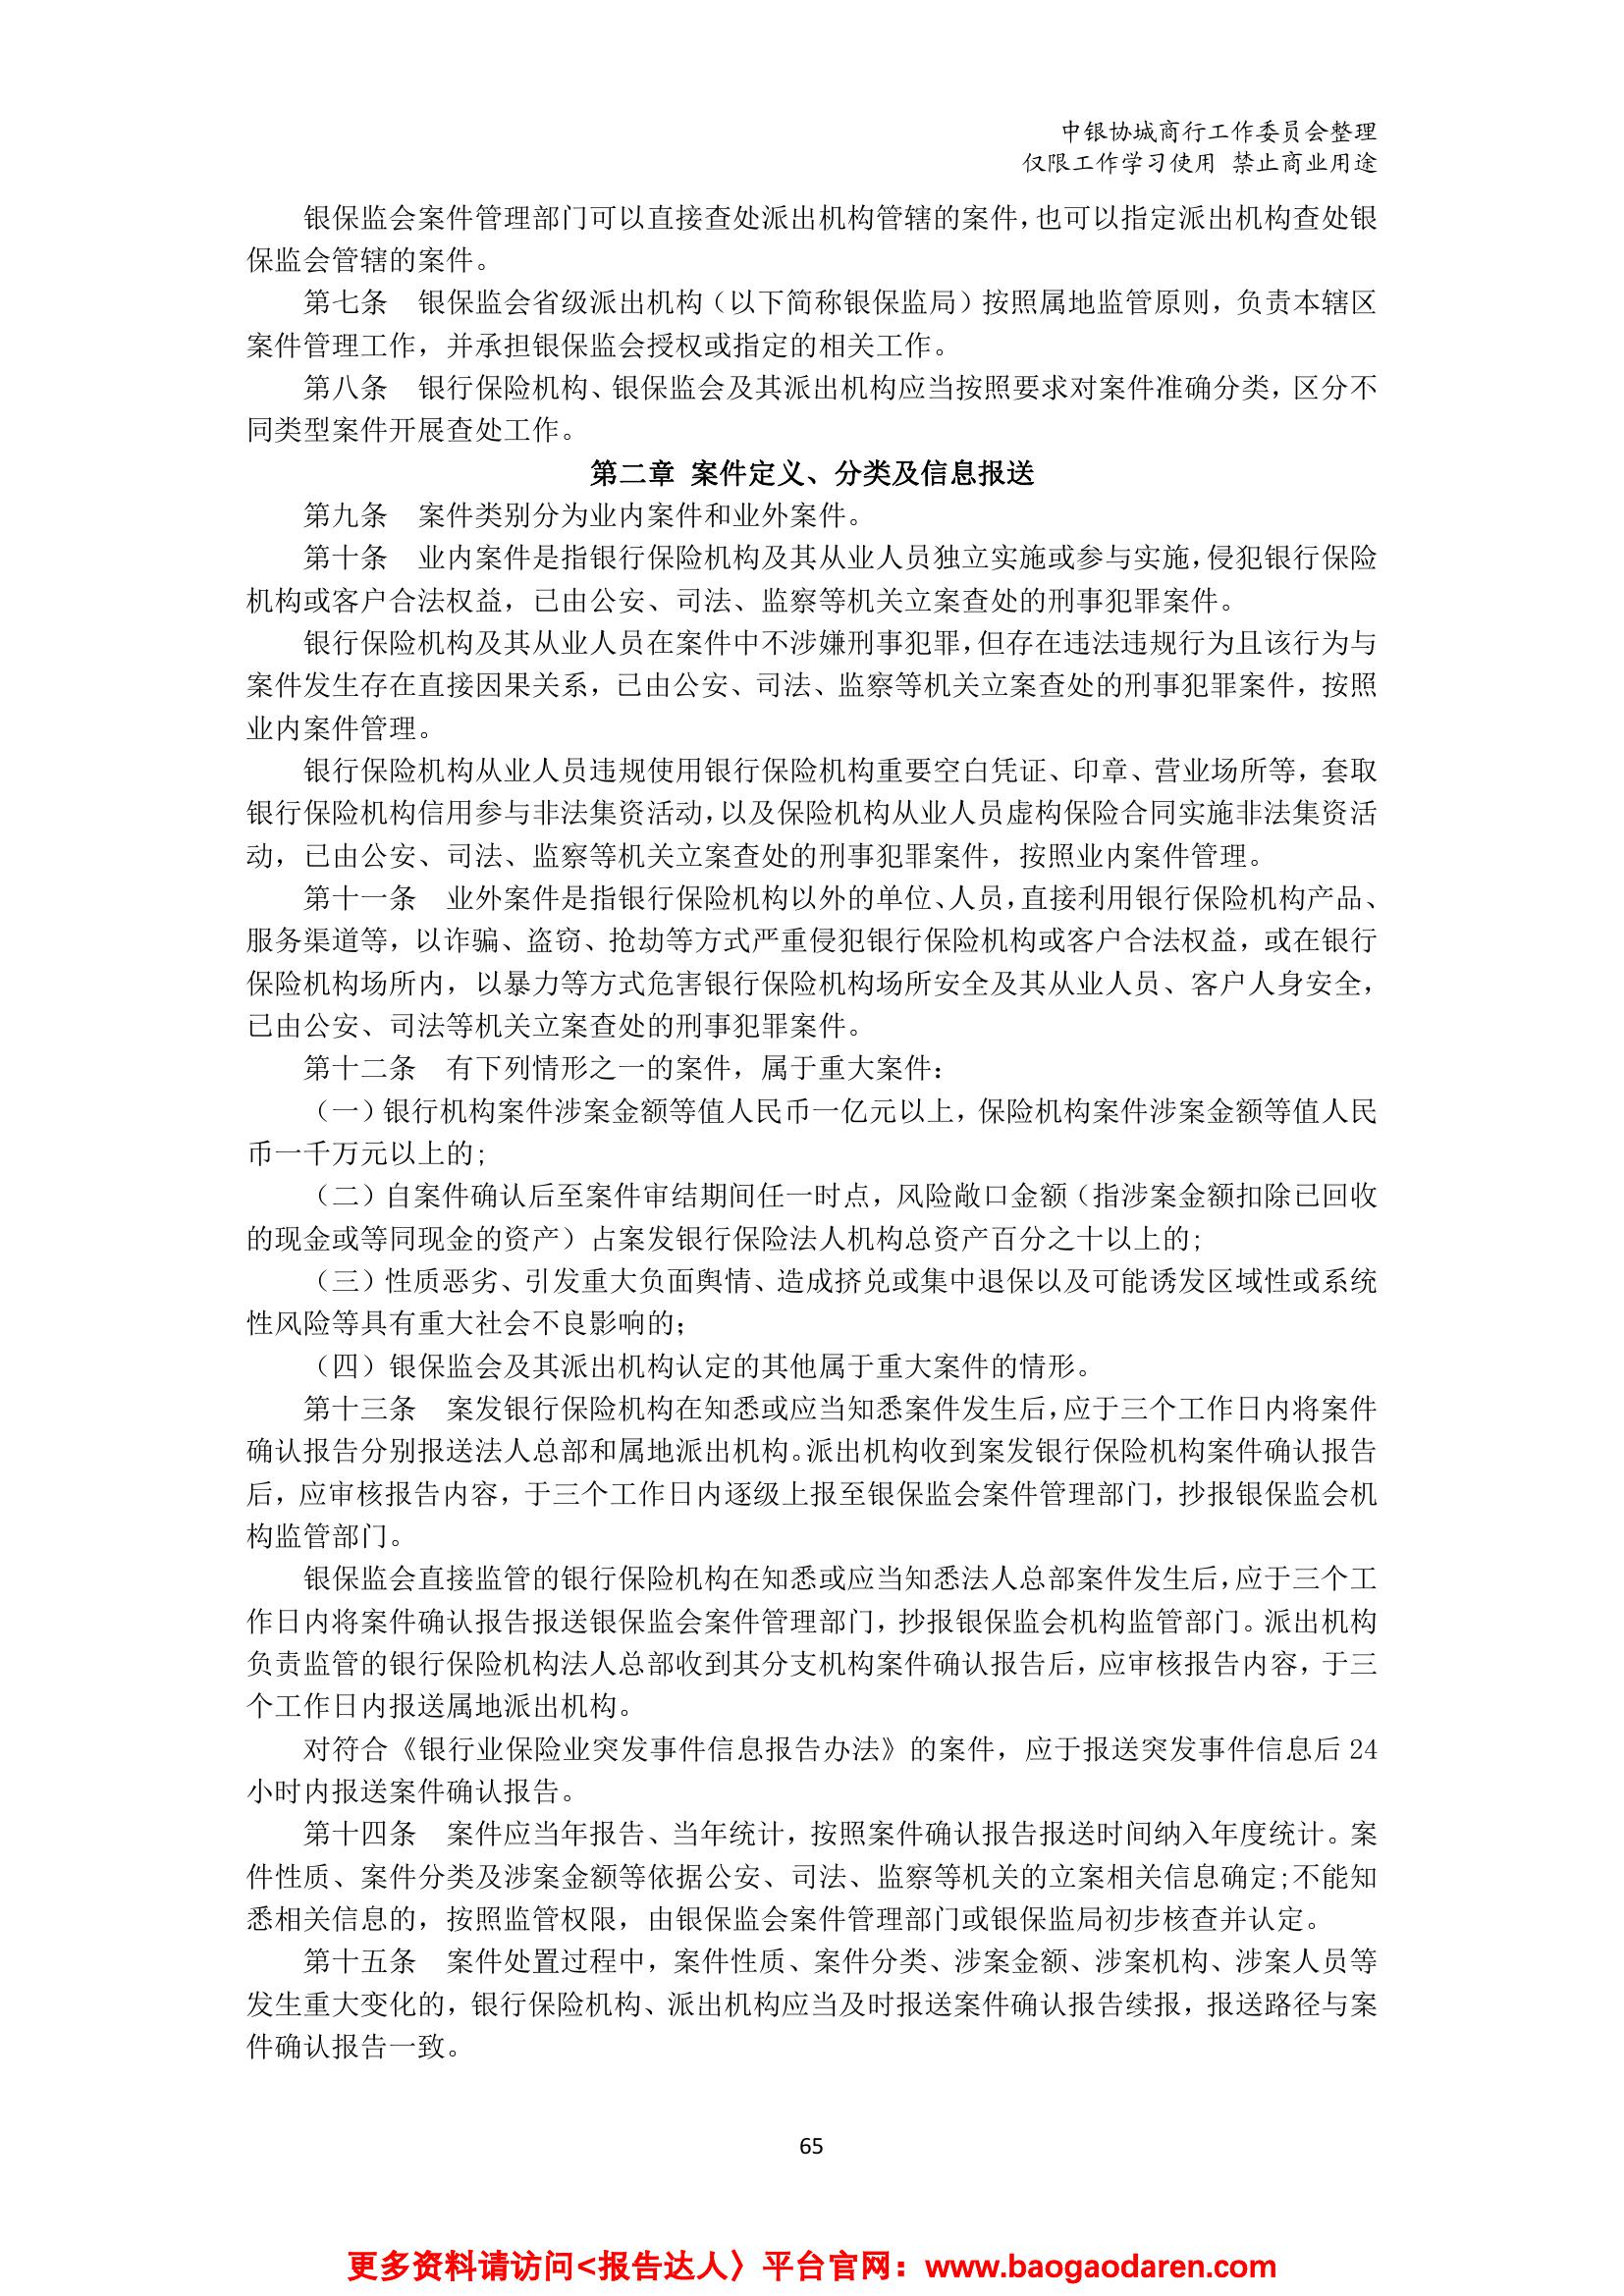 中银协城商行工作委员会整理
仅限工作学习使用 禁止商业用途
银保监会案件管理部门可以直接查处派出机构管辖的案件，也可以指定派出机构查处银
保监会管辖的案件。
第七条　银保监会省级派出机构（以下简称银保监局）按照属地监管原则，负责本辖区
案件管理工作，并承担银保监会授权或指定的相关工作。
第八条　银行保险机构、银保监会及其派出机构应当按照要求对案件准确分类，区分不
同类型案件开展查处工作。
第二章 案件定义、分类及信息报送
第九条　案件类别分为业内案件和业外案件。
第十条　业内案件是指银行保险机构及其从业人员独立实施或参与实施，侵犯银行保险
机构或客户合法权益，已由公安、司法、监察等机关立案查处的刑事犯罪案件。
银行保险机构及其从业人员在案件中不涉嫌刑事犯罪，但存在违法违规行为且该行为与
案件发生存在直接因果关系，已由公安、司法、监察等机关立案查处的刑事犯罪案件，按照
业内案件管理。
银行保险机构从业人员违规使用银行保险机构重要空白凭证、印章、营业场所等，套取
银行保险机构信用参与非法集资活动，以及保险机构从业人员虚构保险合同实施非法集资活
动，已由公安、司法、监察等机关立案查处的刑事犯罪案件，按照业内案件管理。
第十一条　业外案件是指银行保险机构以外的单位、人员，直接利用银行保险机构产品、
服务渠道等，以诈骗、盗窃、抢劫等方式严重侵犯银行保险机构或客户合法权益，或在银行
保险机构场所内，以暴力等方式危害银行保险机构场所安全及其从业人员、客户人身安全，
已由公安、司法等机关立案查处的刑事犯罪案件。
第十二条　有下列情形之一的案件，属于重大案件：
（一）银行机构案件涉案金额等值人民币一亿元以上，保险机构案件涉案金额等值人民
币一千万元以上的;
（二）自案件确认后至案件审结期间任一时点，风险敞口金额（指涉案金额扣除已回收
的现金或等同现金的资产）占案发银行保险法人机构总资产百分之十以上的;
（三）性质恶劣、引发重大负面舆情、造成挤兑或集中退保以及可能诱发区域性或系统
性风险等具有重大社会不良影响的；
（四）银保监会及其派出机构认定的其他属于重大案件的情形。
第十三条　案发银行保险机构在知悉或应当知悉案件发生后，应于三个工作日内将案件
确认报告分别报送法人总部和属地派出机构。派出机构收到案发银行保险机构案件确认报告
后，应审核报告内容，于三个工作日内逐级上报至银保监会案件管理部门，抄报银保监会机
构监管部门。
银保监会直接监管的银行保险机构在知悉或应当知悉法人总部案件发生后，应于三个工
作日内将案件确认报告报送银保监会案件管理部门，抄报银保监会机构监管部门。派出机构
负责监管的银行保险机构法人总部收到其分支机构案件确认报告后，应审核报告内容，于三
个工作日内报送属地派出机构。
对符合《银行业保险业突发事件信息报告办法》的案件，应于报送突发事件信息后 24
小时内报送案件确认报告。
第十四条　案件应当年报告、当年统计，按照案件确认报告报送时间纳入年度统计。案
件性质、案件分类及涉案金额等依据公安、司法、监察等机关的立案相关信息确定;不能知
悉相关信息的，按照监管权限，由银保监会案件管理部门或银保监局初步核查并认定。
第十五条　案件处置过程中，案件性质、案件分类、涉案金额、涉案机构、涉案人员等
发生重大变化的，银行保险机构、派出机构应当及时报送案件确认报告续报，报送路径与案
件确认报告一致。
65
更多资料请访问<报告达人〉平台官网：www.baogaodaren.com